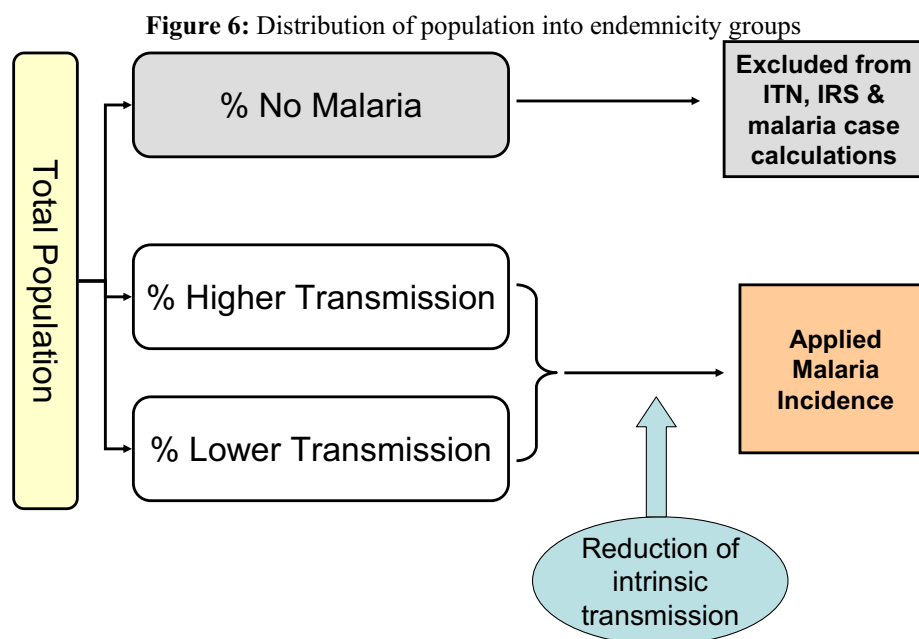 Figure 6: Distribution of population into endemnicity groups
Total Population
% No Malaria
Excluded from
ITN, IRS &
malaria case
calculations
% Higher Transmission
% Lower Transmission
Applied
Malaria
Incidence
Reduction of
intrinsic
transmission